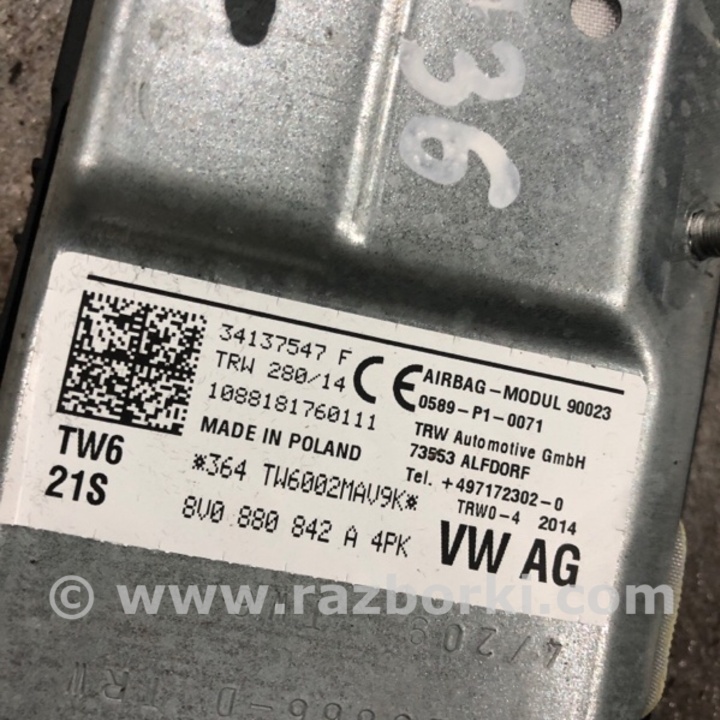 36
34137547 F
TRW 280/14
1088181760111
MADE IN POLAND
CE
AIRBAG-MODUL 90023
0589-P1-0071
TRW Automotive GmbH
73553 ALFDORF
Tel. +497172302-0
TRW0-4 2014
TW6
21S
*364 TW6002MAV9K*
8V0 880 842 A 4PK
VW AG
© www.razborki.com
4/209